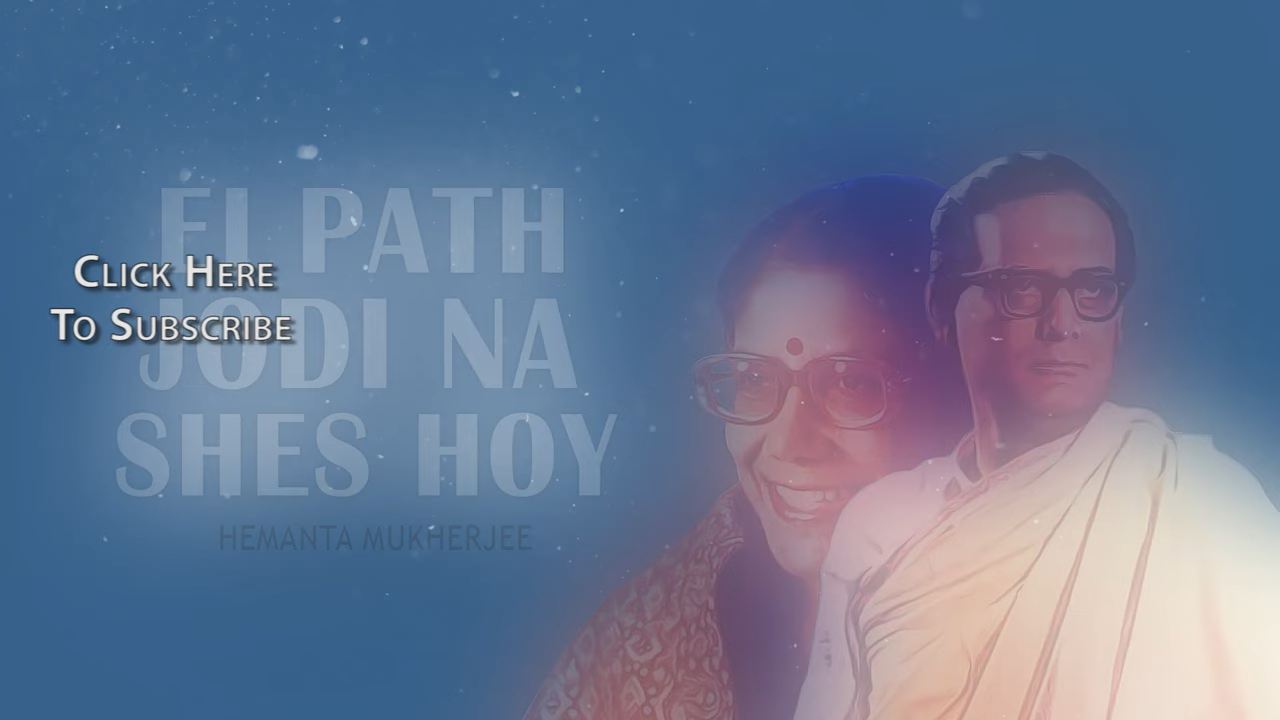 EI PATH
JODI NA
SHES HOY
HEMANTA MUKHERJEE
Click Here
To Subscribe